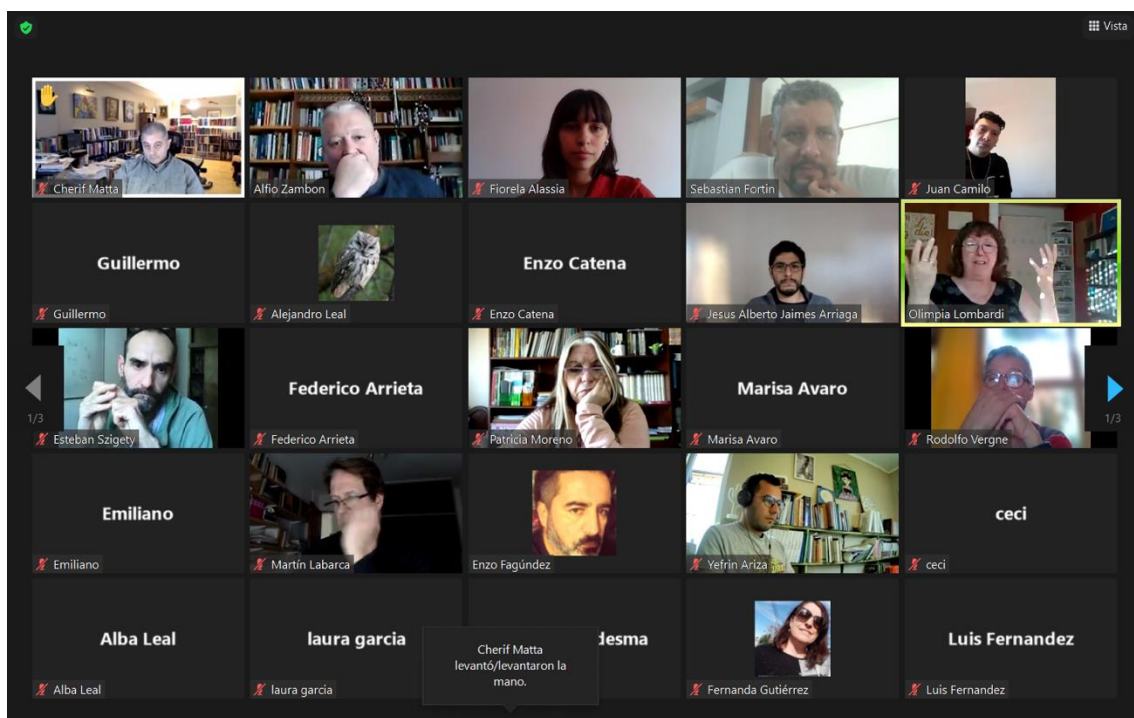 Vista
Cherif Matta
Alfio Zambon
Fiorela Alassia
Sebastian Fortin
Juan Camilo
Guillermo
Guillermo
Alejandro Leal
Enzo Catena
Enzo Catena
Jesus Alberto Jaimes Arriaga
Olimpia Lombardi
1/3
Esteban Szigety
Federico Arrieta
Federico Arrieta
Patricia Moreno
Marisa Avaro
Marisa Avaro
1/3
Rodolfo Vergne
Emiliano
Emiliano
Martín Labarca
Enzo Fagúndez
Yefrin Ariza
ceci
ceci
Alba Leal
Alba Leal
laura garcia
laura garcia
desma
Cherif Matta
levantó/levantaron la
mano.
Fernanda Gutiérrez
Luis Fernandez
Luis Fernandez